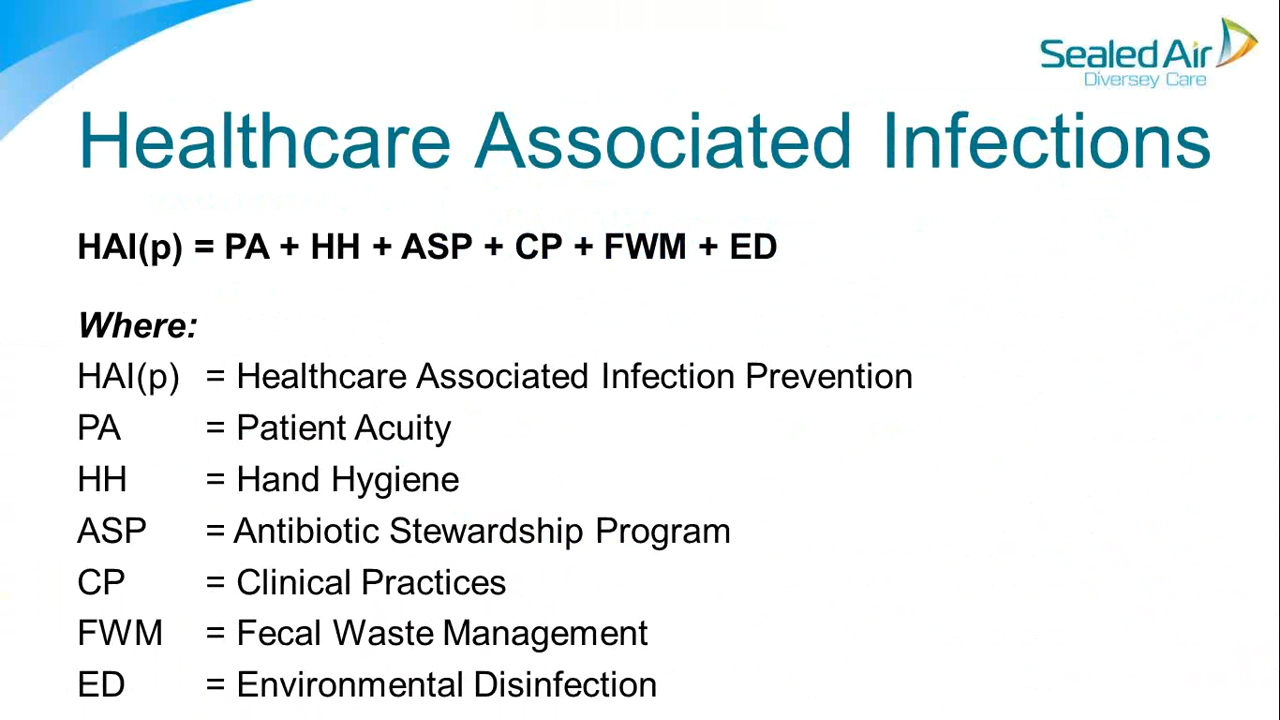 Sealed Air
Diversey Care
Healthcare Associated Infections
HAI(p) = PA + HH + ASP + CP + FWM + ED
Where:
HAI(p) = Healthcare Associated Infection Prevention
PA = Patient Acuity
HH = Hand Hygiene
ASP = Antibiotic Stewardship Program
CP = Clinical Practices
FWM = Fecal Waste Management
ED = Environmental Disinfection